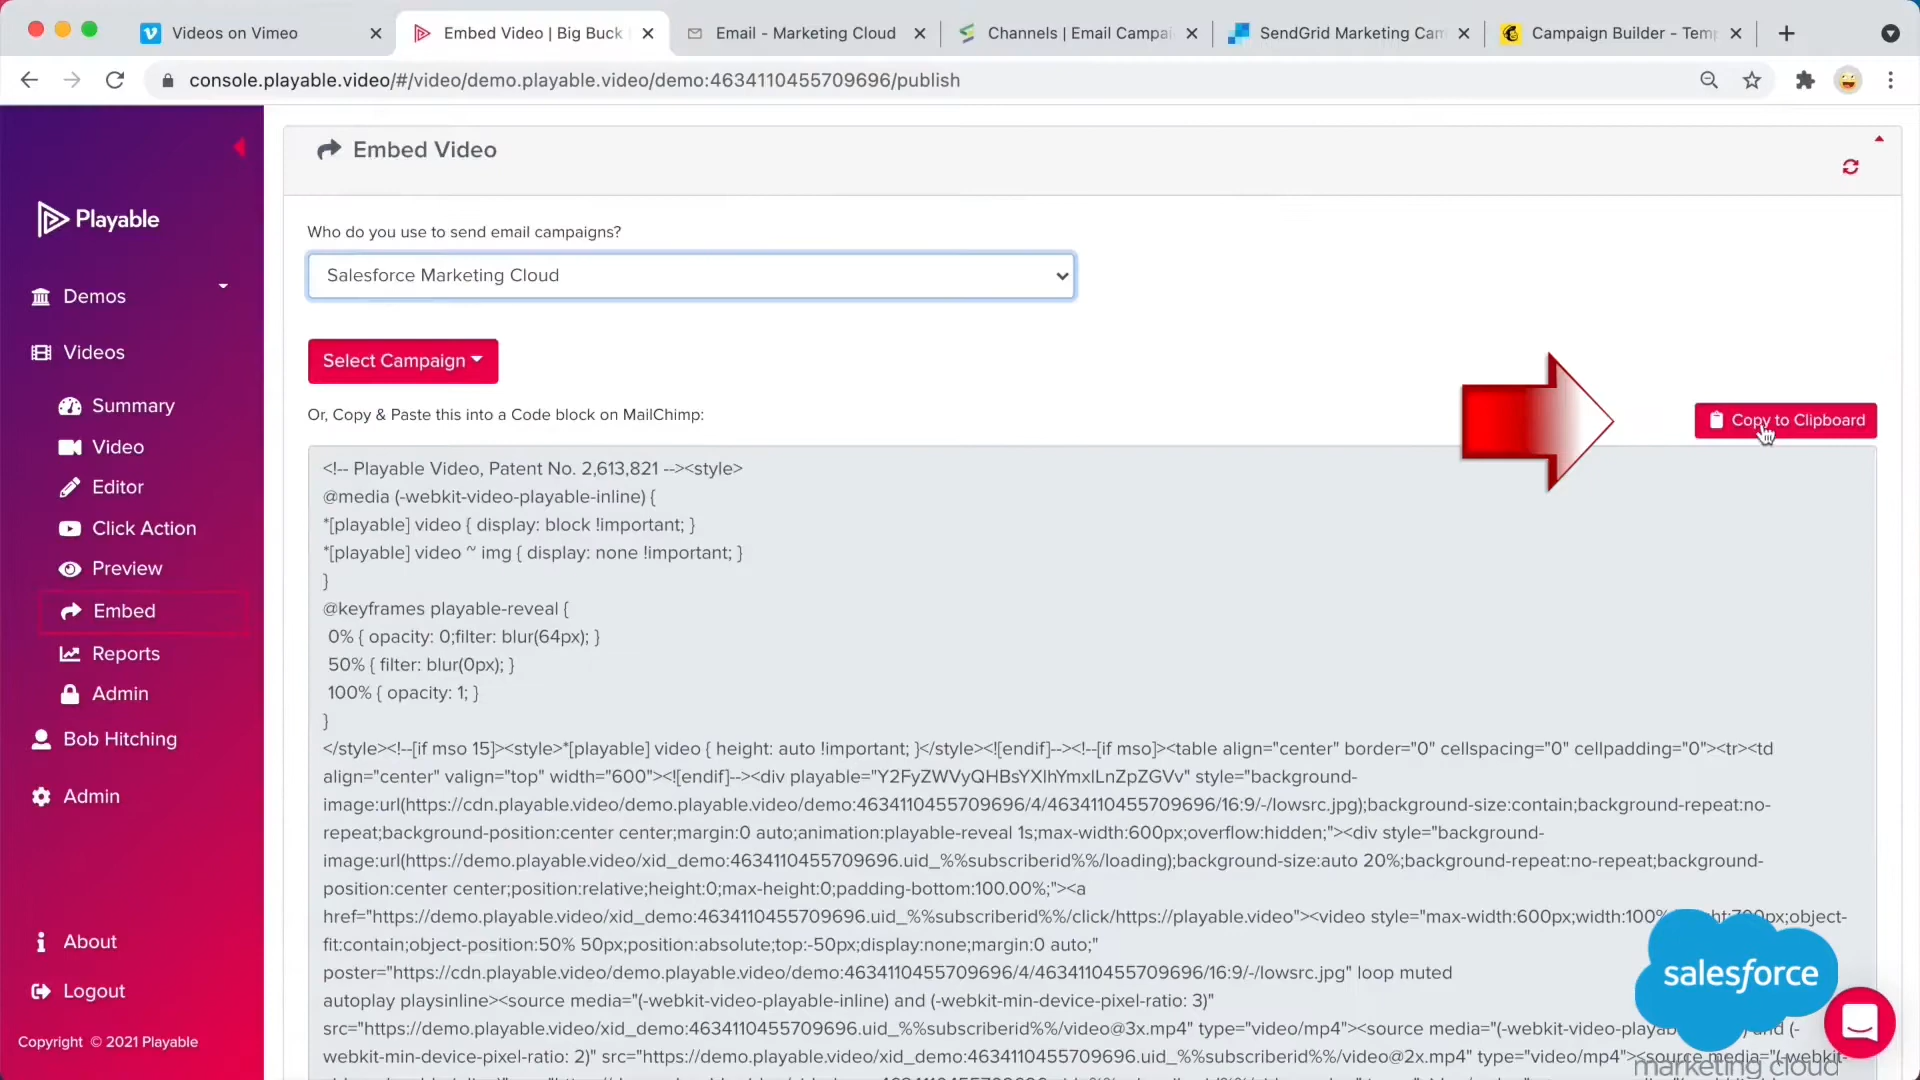 Videos on Vimeo
Embed Video | Big Buck
Email - Marketing Cloud
Channels | Email Campai
SendGrid Marketing Cam
Campaign Builder - Temp
console.playable.video/#/video/demo.playable.video/demo:4634110455709696/publish
Playable
Demos
Videos
Summary
Video
Editor
Click Action
Preview
Embed
Reports
Admin
Bob Hitching
Admin
About
Logout
Copyright © 2021 Playable
Embed Video
Who do you use to send email campaigns?
Salesforce Marketing Cloud
Select Campaign
Or, Copy & Paste this into a Code block on MailChimp:
Copy to Clipboard
<!-- Playable Video, Patent No. 2,613,821 --><style>
@media (-webkit-video-playable-inline) {
*[playable] video { display: block !important; }
*[playable] video ~ img { display: none !important; }
}
@keyframes playable-reveal {
0% { opacity: 0;filter: blur(64px); }
50% { filter: blur(0px); }
100% { opacity: 1; }
}
</style><!--[if mso 15]><style>*[playable] video { height: auto !important; }</style><![endif]--><!--[if mso]><table align="center" border="0" cellspacing="0" cellpadding="0"><tr><td
align="center" valign="top" width="600"><![endif]--><div playable="Y2FyZWVyQHBsYXlhYmxlLnZpZGVv" style="background-
image:url(https://cdn.playable.video/demo.playable.video/demo:4634110455709696/4/4634110455709696/16:9/-/lowsrc.jpg);background-size:contain;background-repeat:no-
repeat;background-position:center center;margin:0 auto;animation:playable-reveal 1s;max-width:600px;overflow:hidden;"><div style="background-
image:url(https://demo.playable.video/xid_demo:4634110455709696.uid_%%subscriberid%%/loading);background-size:auto 20%;background-repeat:no-repeat;background-
position:center center;position:relative;height:0;max-height:0;padding-bottom:100.00%;"><a
href="https://demo.playable.video/xid_demo:4634110455709696.uid_%%subscriberid%%/click/https://playable.video"><video style="max-width:600px;width:100% px;object-
fit:contain;object-position:50% 50px;position:absolute;top:-50px;display:none;margin:0 auto;"
poster="https://cdn.playable.video/demo.playable.video/demo:4634110455709696/4/4634110455709696/16:9/-/lowsrc.jpg" loop muted
autoplay playsinline><source media="(-webkit-video-playable-inline) and (-webkit-min-device-pixel-ratio: 3)"
src="https://demo.playable.video/xid_demo:4634110455709696.uid_%%subscriberid%%/video@3x.mp4" type="video/mp4"><source media="(-webkit-video-playab and (-
webkit-min-device-pixel-ratio: 2)" src="https://demo.playable.video/xid_demo:4634110455709696.uid_%%subscriberid%%/video@2x.mp4" type="video/mp4"><source media="(-webkit-
salesforce
marketing cloud